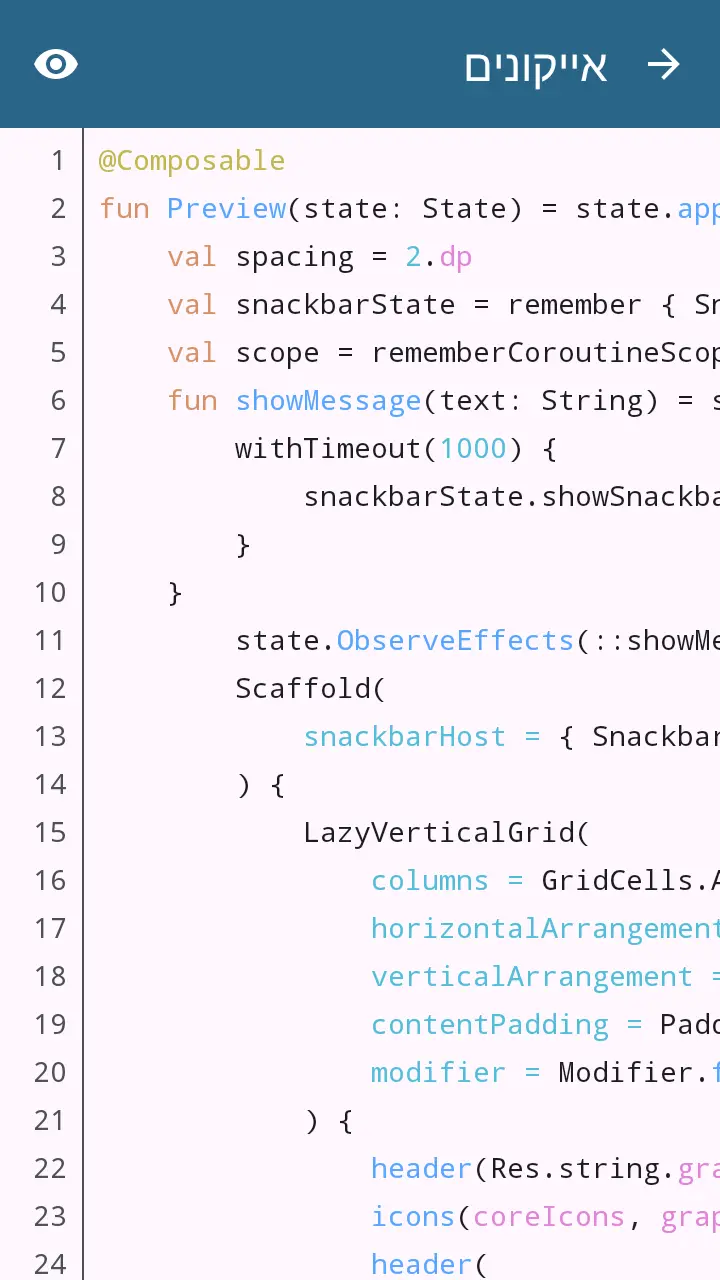 אייקונים
1 @Composable
2 fun Preview(state: State) = state.app
3 val spacing = 2.dp
4 val snackbarState = remember { Sn
5 val scope = rememberCoroutineScop
6 fun showMessage(text: String) = s
7 withTimeout(1000) {
8 snackbarState.showSnackba
9 }
10 }
11 state.ObserveEffects(::showMe
12 Scaffold(
13 snackbarHost = { Snackbar
14 ) {
15 LazyVerticalGrid(
16 columns = GridCells.A
17 horizontalArrangement
18 verticalArrangement =
19 contentPadding = Padd
20 modifier = Modifier.f
21 ) {
22 header(Res.string.gra
23 icons(coreIcons, grap
24 header(